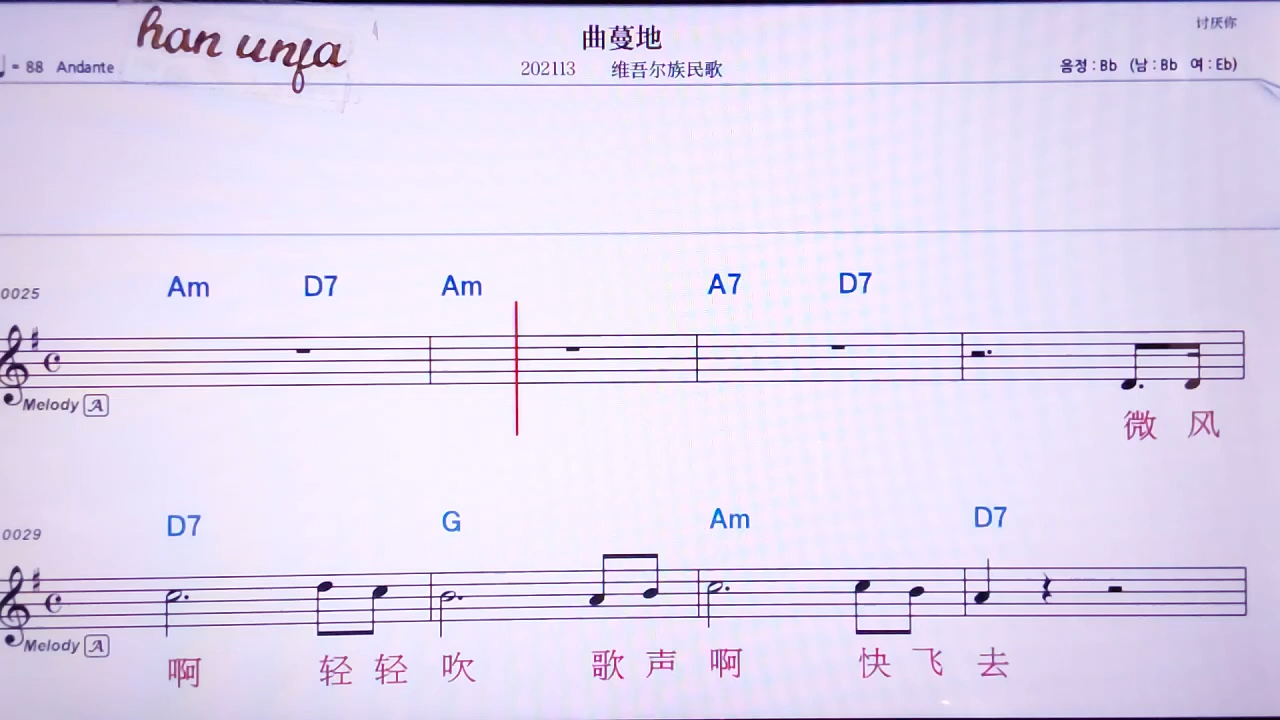 han unfa
曲蔓地
讨厌你
= 88 Andante
202113 维吾尔族民歌
음정 : Bb (남 : Bb 여 : Eb)
Am D7 Am A7 D7
0025
Melody A
微 风
D7 G Am D7
0029
Melody A
啊 轻 轻 吹 歌 声 啊 快 飞 去